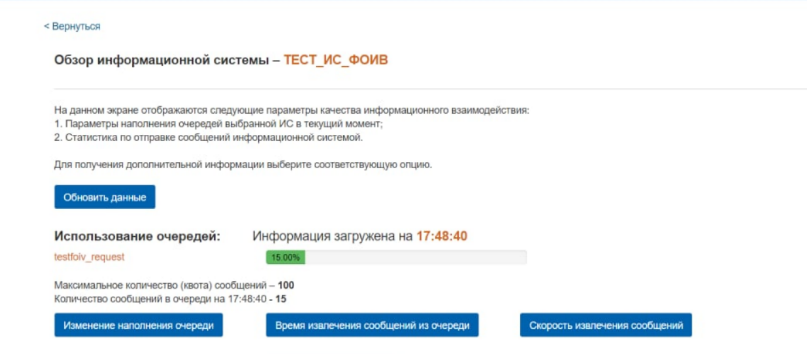 < Вернуться
Обзор информационной системы – ТЕСТ_ИС_ФОИВ
На данном экране отображаются следующие параметры качества информационного взаимодействия:
1. Параметры наполнения очередей выбранной ИС в текущий момент;
2. Статистика по отправке сообщений информационной системой.
Для получения дополнительной информации выберите соответствующую опцию.
Обновить данные
Использование очередей: Информация загружена на 17:48:40
testfoiv_request 15.00%
Максимальное количество (квота) сообщений – 100
Количество сообщений в очереди на 17:48:40 - 15
Изменение наполнения очереди Время извлечения сообщений из очереди Скорость извлечения сообщений